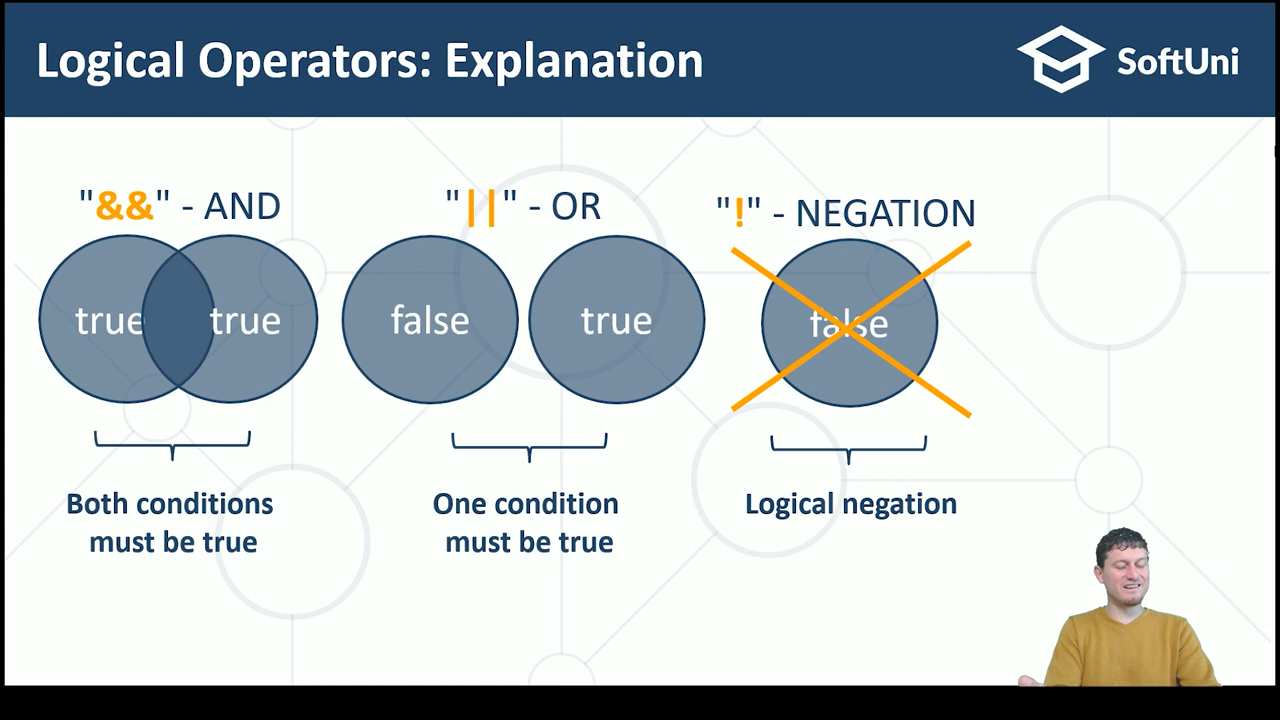 Logical Operators: Explanation
SoftUni
"&&" - AND
"||" - OR
"!" - NEGATION
true true
false true
false
Both conditions
must be true
One condition
must be true
Logical negation